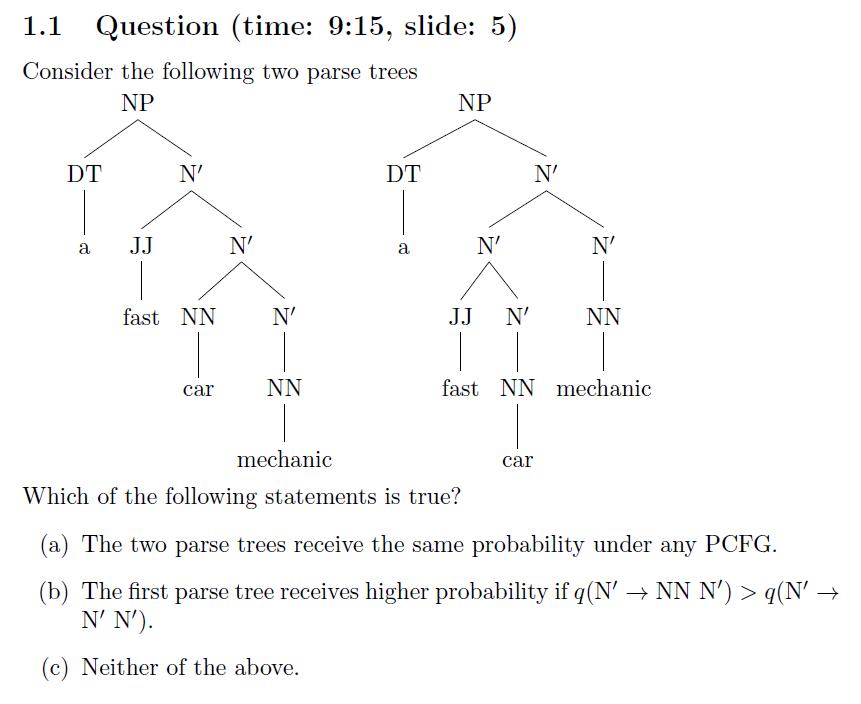 1.1 Question (time: 9:15, slide: 5)
Consider the following two parse trees
NP NP
DT N′ DT N′
a JJ N′ a N′ N′
fast NN N′ JJ N′ NN
car NN fast NN mechanic
mechanic car
Which of the following statements is true?
(a) The two parse trees receive the same probability under any PCFG.
(b) The first parse tree receives higher probability if q(N′ → NN N′) > q(N′ →
N′ N′).
(c) Neither of the above.